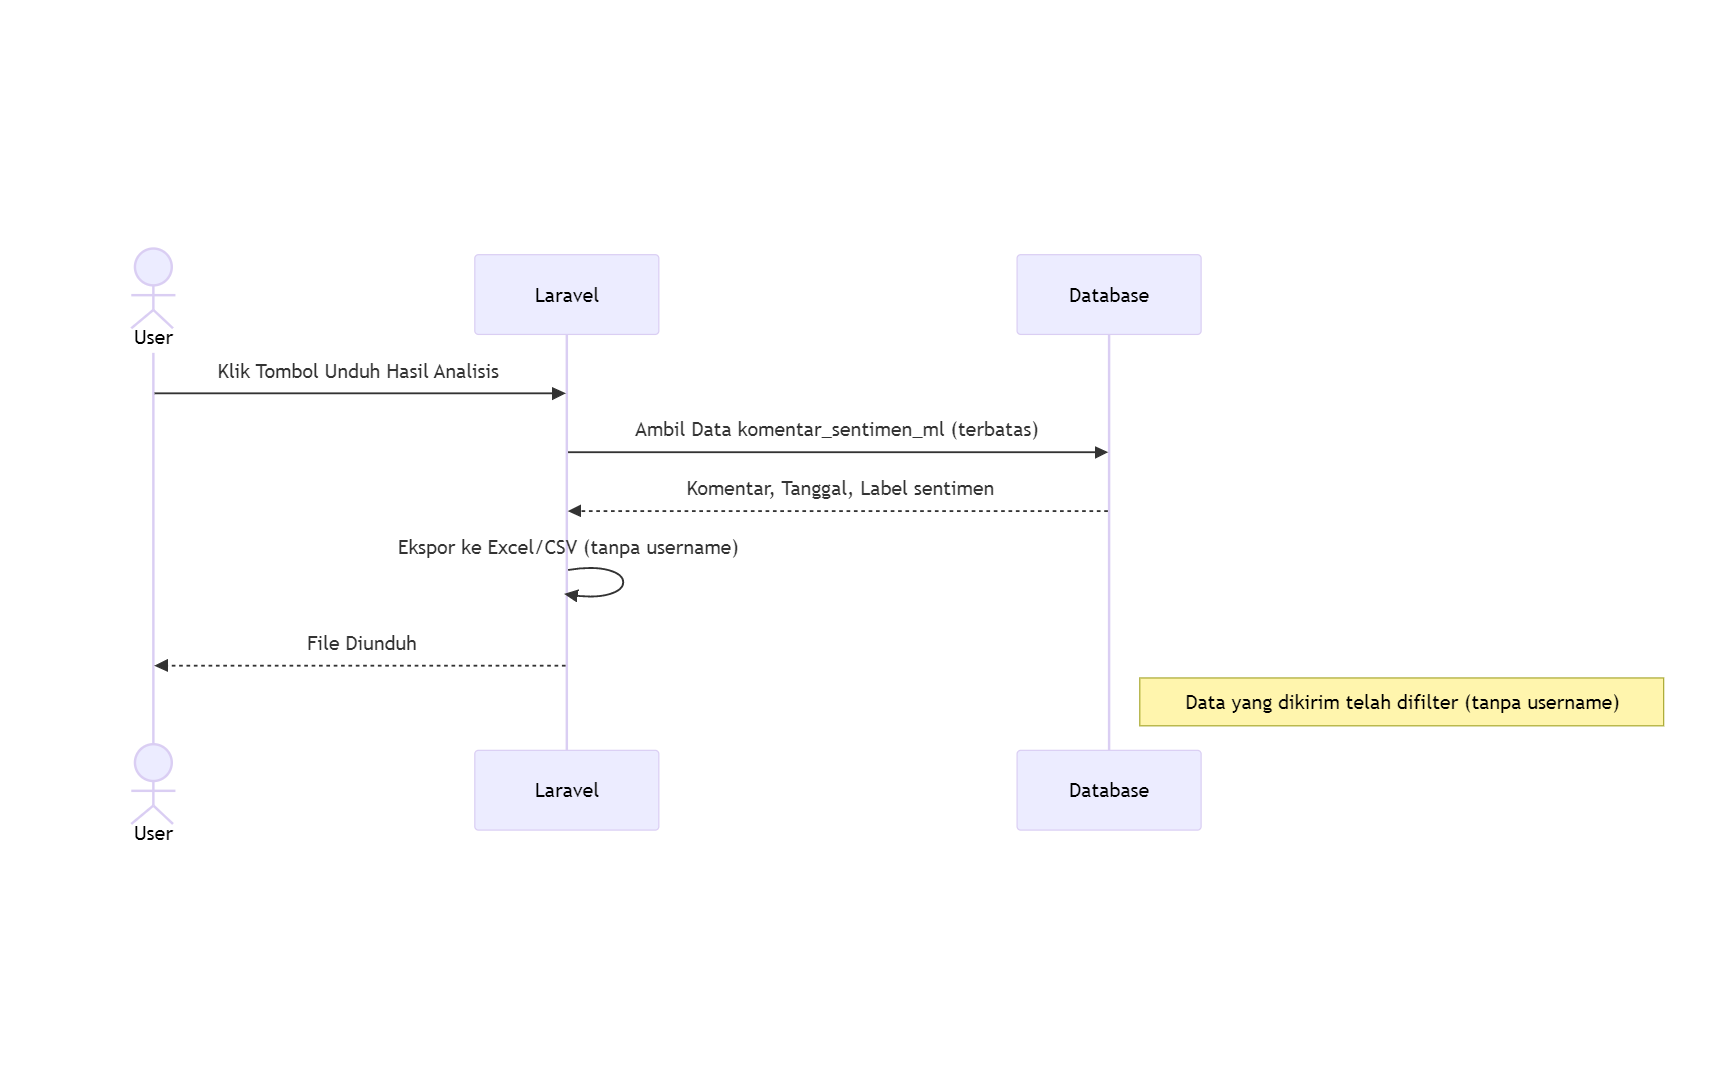 User
Laravel
Database
Klik Tombol Unduh Hasil Analisis
Ambil Data komentar_sentimen_ml (terbatas)
Komentar, Tanggal, Label sentimen
Ekspor ke Excel/CSV (tanpa username)
File Diunduh
Data yang dikirim telah difilter (tanpa username)
User
Laravel
Database